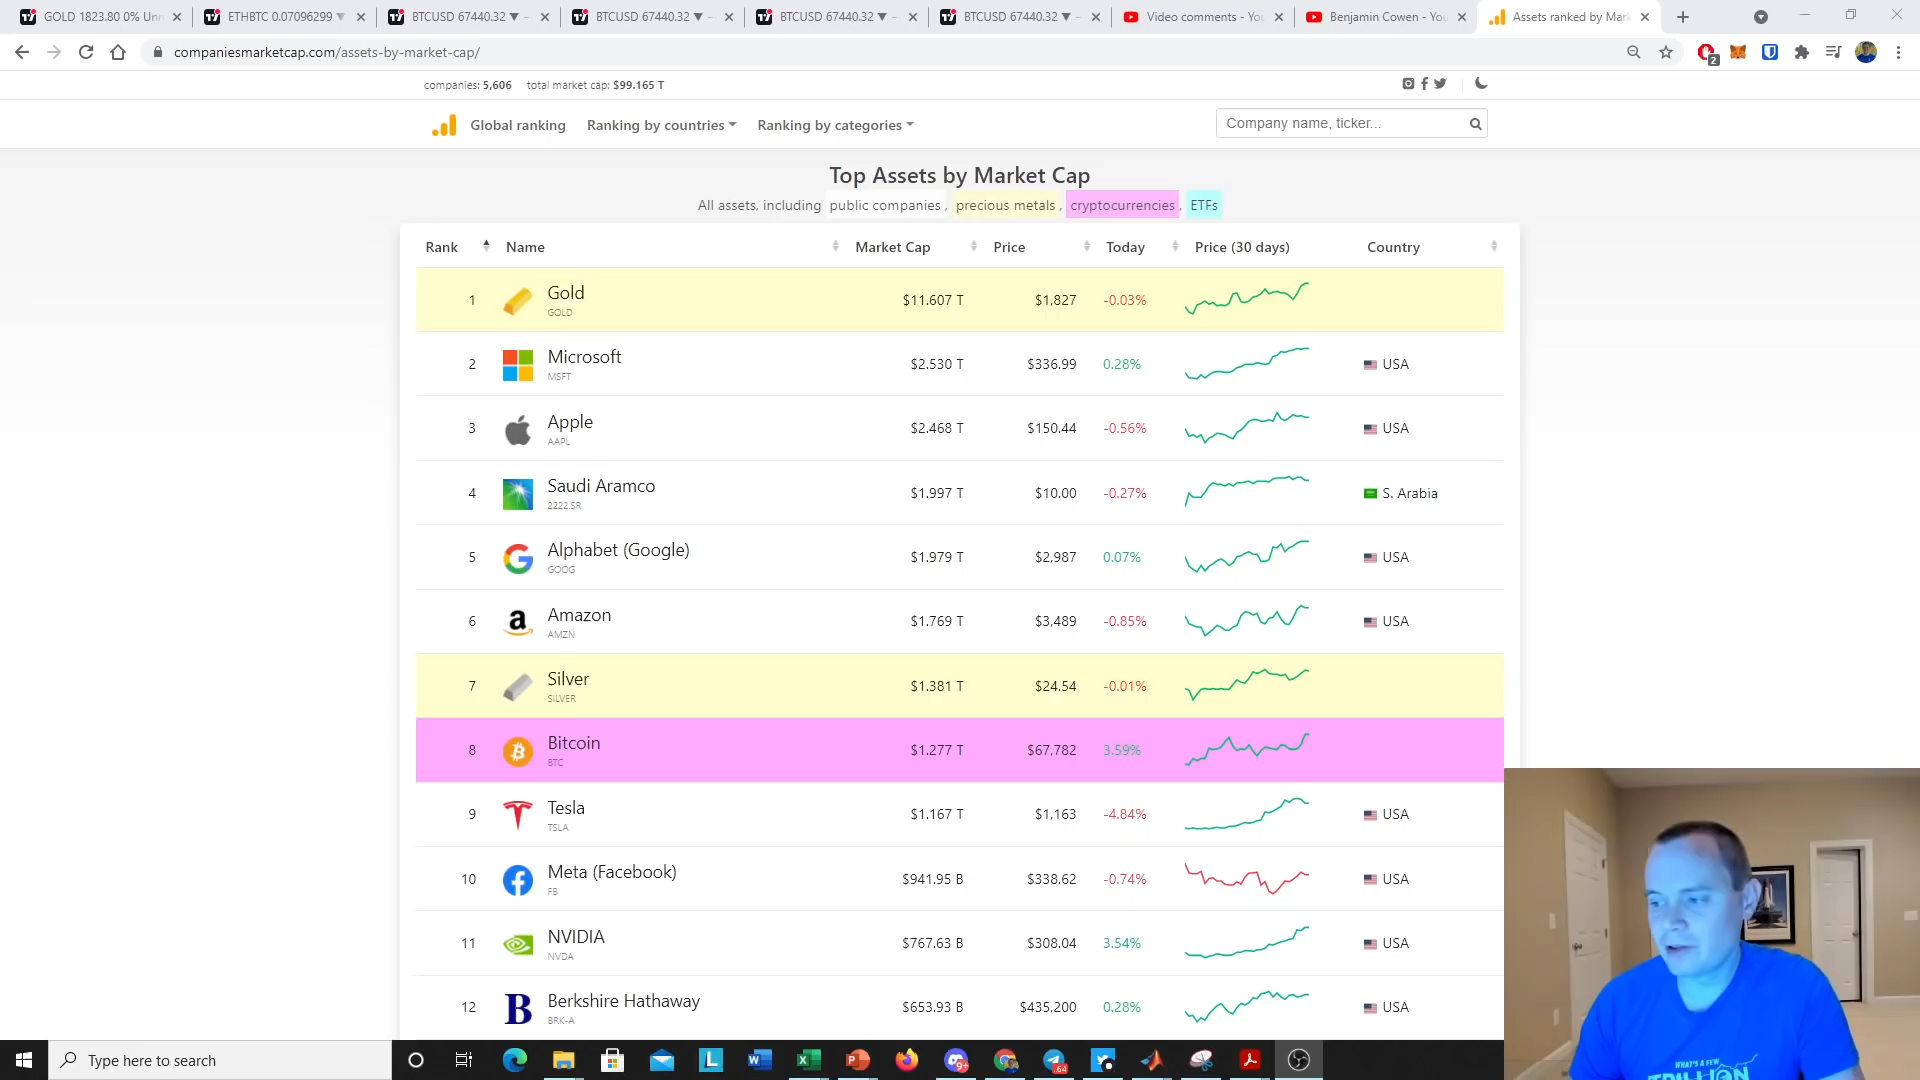 GOLD 1823.80 0% Unn
ETHBTC 0.07096299 ▼
BTCUSD 67440.32 ▼ -
BTCUSD 67440.32 ▼ -
BTCUSD 67440.32 ▼ -
BTCUSD 67440.32 ▼ -
Video comments - You
Benjamin Cowen - You
Assets ranked by Mark
companiesmarketcap.com/assets-by-market-cap/
2
companies: 5,606 total market cap: $99.165 T
Global ranking Ranking by countries Ranking by categories Company name, ticker...
Top Assets by Market Cap
All assets, including public companies, precious metals, cryptocurrencies, ETFs
Rank Name Market Cap Price Today Price (30 days) Country
1 Gold $11.607 T $1,827 -0.03%
GOLD
2 Microsoft $2.530 T $336.99 0.28% USA
MSFT
3 Apple $2.468 T $150.44 -0.56% USA
AAPL
4 Saudi Aramco $1.997 T $10.00 -0.27% S. Arabia
2222.SR
5 Alphabet (Google) $1.979 T $2,987 0.07% USA
GOOG
6 Amazon $1.769 T $3,489 -0.85% USA
AMZN
7 Silver $1.381 T $24.54 -0.01%
SILVER
8 Bitcoin $1.277 T $67,782 3.59%
BTC
9 Tesla $1.167 T $1,163 -4.84% USA
TSLA
10 Meta (Facebook) $941.95 B $338.62 -0.74% USA
FB
11 NVIDIA $767.63 B $308.04 3.54% USA
NVDA
12 Berkshire Hathaway $653.93 B $435,200 0.28% USA
BRK-A
WHAT'S A FEW
TRILLION
Type here to search